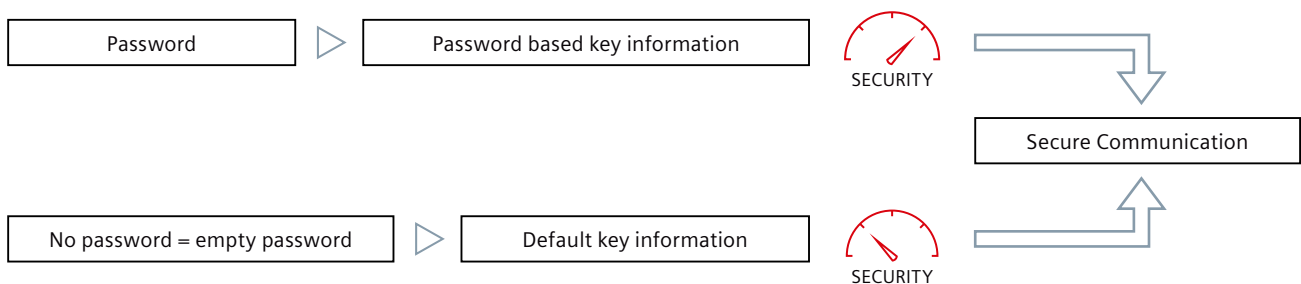 Password
Password based key information
SECURITY
Secure Communication
No password = empty password
Default key information
SECURITY